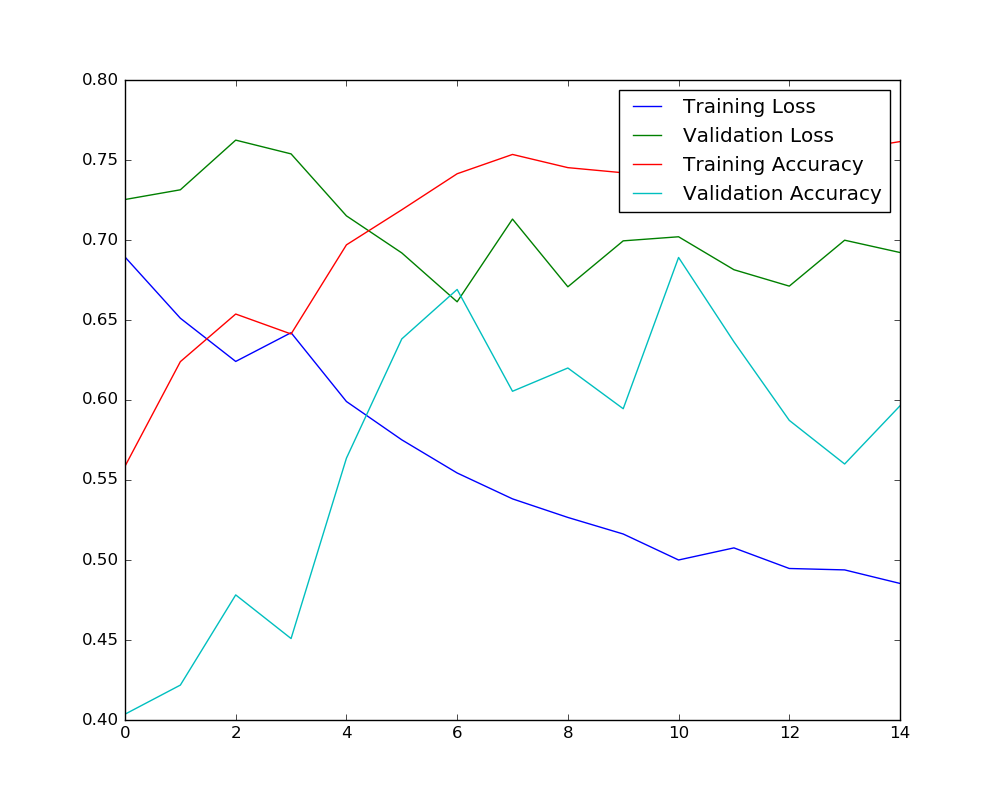 0.80
0.75
0.70
0.65
0.60
0.55
0.50
0.45
0.40
0 2 4 6 8 10 12 14
Training Loss
Validation Loss
Training Accuracy
Validation Accuracy